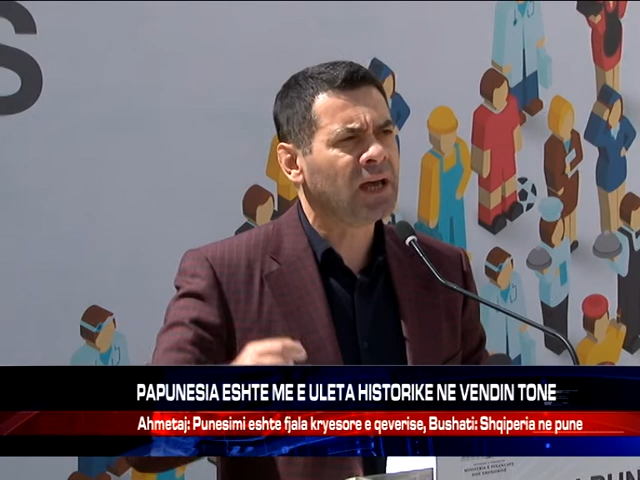 S
PAPUNESIA ESHTE ME E ULETA HISTORIKE NE VENDIN TONE
Ahmetaj: Punesimi eshte fjala kryesore e qeverise, Bushati: Shqiperia ne pune